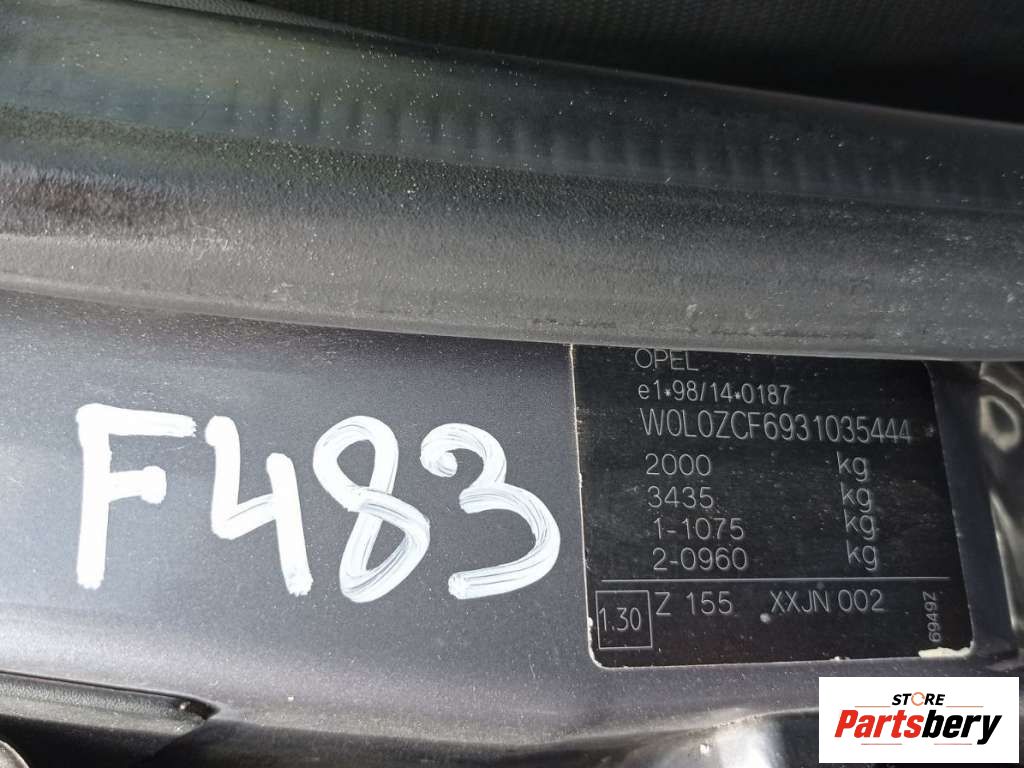 F483
OPEL
e1*98/14*0187
W0L0ZCF6931035444
2000 kg
3435 kg
1-1075 kg
2-0960 kg
1.30 Z 155 XXJN 002
6949Z
STORE
Partsbery